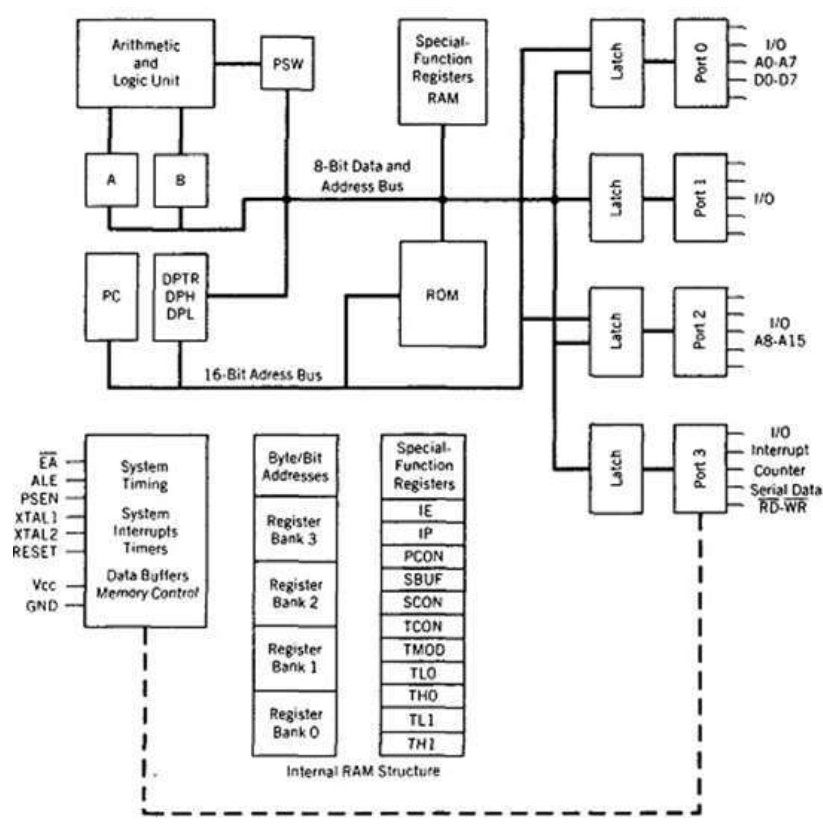 Arithmetic
and
Logic Unit
PSW
Special-
Function
Registers
RAM
Latch
Port 0
I/O
A0-A7
D0-D7
A
B
8-Bit Data and
Address Bus
Latch
Port 1
I/O
PC
DPTR
DPH
DPL
ROM
Latch
Port 2
I/O
A8-A15
16-Bit Adress Bus
Latch
Port 3
I/O
Interrupt
Counter
Serial Data
R̅D̅-W̅R̅
E̅A̅
ALE
PSEN
XTAL1
XTAL2
RESET
Vcc
GND
System
Timing
System
Interrupts
Timers
Data Buffers
Memory Control
Byte/Bit
Addresses
Register
Bank 3
Register
Bank 2
Register
Bank 1
Register
Bank 0
Special-
Function
Registers
IE
IP
PCON
SBUF
SCON
TCON
TMOD
TL0
TH0
TL1
TH1
Internal RAM Structure